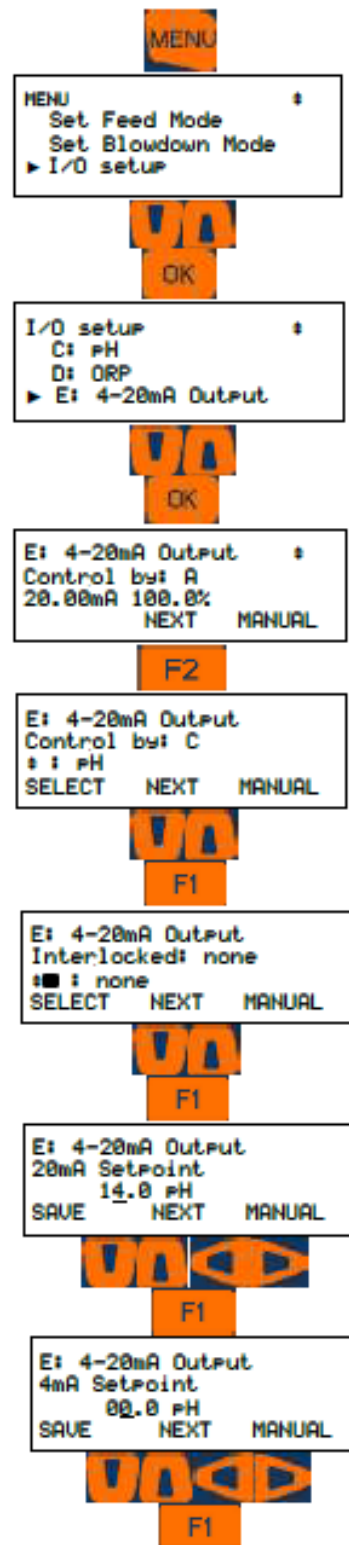 MENU
MENU
Set Feed Mode
Set Blowdown Mode
► I/O setup
OK
I/O setup
C: pH
D: ORP
► E: 4-20mA Output
OK
E: 4-20mA Output
Control by: A
20.00mA 100.0%
NEXT MANUAL
F2
E: 4-20mA Output
Control by: C
: pH
SELECT NEXT MANUAL
F1
E: 4-20mA Output
Interlocked: none
: none
SELECT NEXT MANUAL
F1
E: 4-20mA Output
20mA Setpoint
14.0 pH
SAVE NEXT MANUAL
F1
E: 4-20mA Output
4mA Setpoint
00.0 pH
SAVE NEXT MANUAL
F1